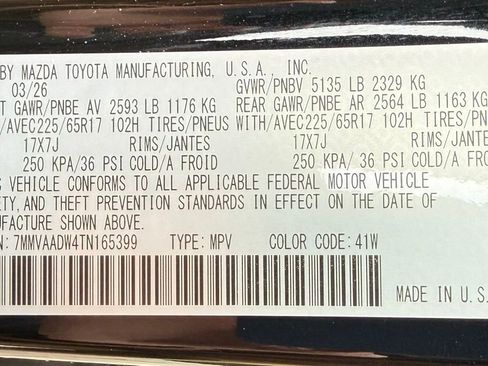 BY MAZDA TOYOTA MANUFACTURING, U.S.A., INC.
03/26 GVWR/PNBV 5135 LB 2329 KG
T GAWR/PNBE AV 2593 LB 1176 KG REAR GAWR/PNBE AR 2564 LB 1163 KG
/AVEC225/65R17 102H TIRES/PNEUS WITH/AVEC225/65R17 102H TIRES/PNE
17X7J RIMS/JANTES 17X7J RIMS/JANTE
250 KPA/36 PSI COLD/A FROID 250 KPA/36 PSI COLD/A FROI
S VEHICLE CONFORMS TO ALL APPLICABLE FEDERAL MOTOR VEHICLE
ETY, AND THEFT PREVENTION STANDARDS IN EFFECT ON THE DATE OF
UFACTURE SHOWN ABOVE.
N: 7MMVAADW4TN165399 TYPE: MPV COLOR CODE: 41W
MADE IN U.S.